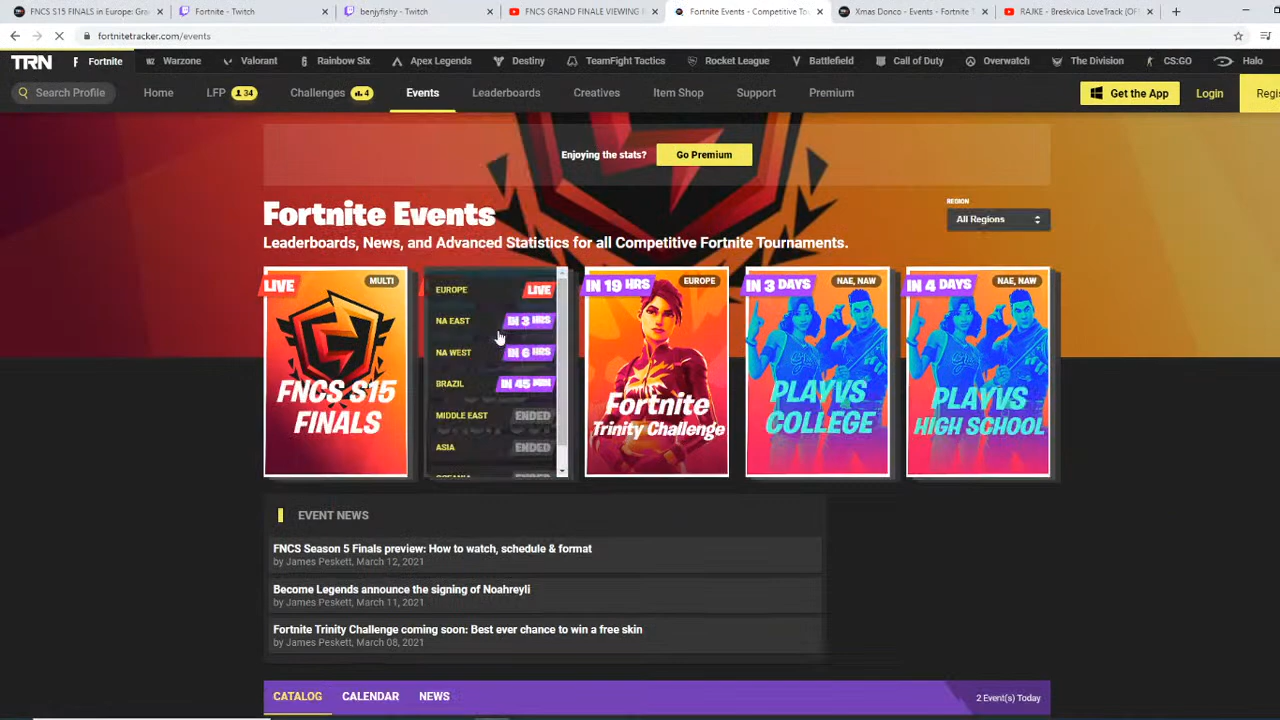 FNCS S15 FINALS in Europe: Gra
Fortnite - Twitch
benjyfishy - Twitch
FNCS GRAND FINALE VIEWING
Fortnite Events - Competitive To
Xmas Donco - Events - Fortnite T
RAJKE - Breskvica LoveTrack (OF
fortnitetracker.com/events
TRN Fortnite Warzone Valorant Rainbow Six Apex Legends Destiny TeamFight Tactics Rocket League Battlefield Call of Duty Overwatch The Division CS:GO Halo
Search Profile Home LFP 34 Challenges 4 Events Leaderboards Creatives Item Shop Support Premium Get the App Login Regi
Enjoying the stats? Go Premium
Fortnite Events
Leaderboards, News, and Advanced Statistics for all Competitive Fortnite Tournaments.
REGION
All Regions
LIVE MULTI
FNCS S15
FINALS
EUROPE LIVE
NA EAST IN 3 HRS
NA WEST IN 6 HRS
BRAZIL IN 45 MIN
MIDDLE EAST ENDED
ASIA ENDED
OCEANIA ENDED
IN 19 HRS EUROPE
Fortnite
Trinity Challenge
IN 3 DAYS NAE, NAW
PLAYVS
COLLEGE
IN 4 DAYS NAE, NAW
PLAYVS
HIGH SCHOOL
EVENT NEWS
FNCS Season 5 Finals preview: How to watch, schedule & format
by James Peskett, March 12, 2021
Become Legends announce the signing of Noahreyli
by James Peskett, March 11, 2021
Fortnite Trinity Challenge coming soon: Best ever chance to win a free skin
by James Peskett, March 08, 2021
CATALOG CALENDAR NEWS 2 Event(s) Today